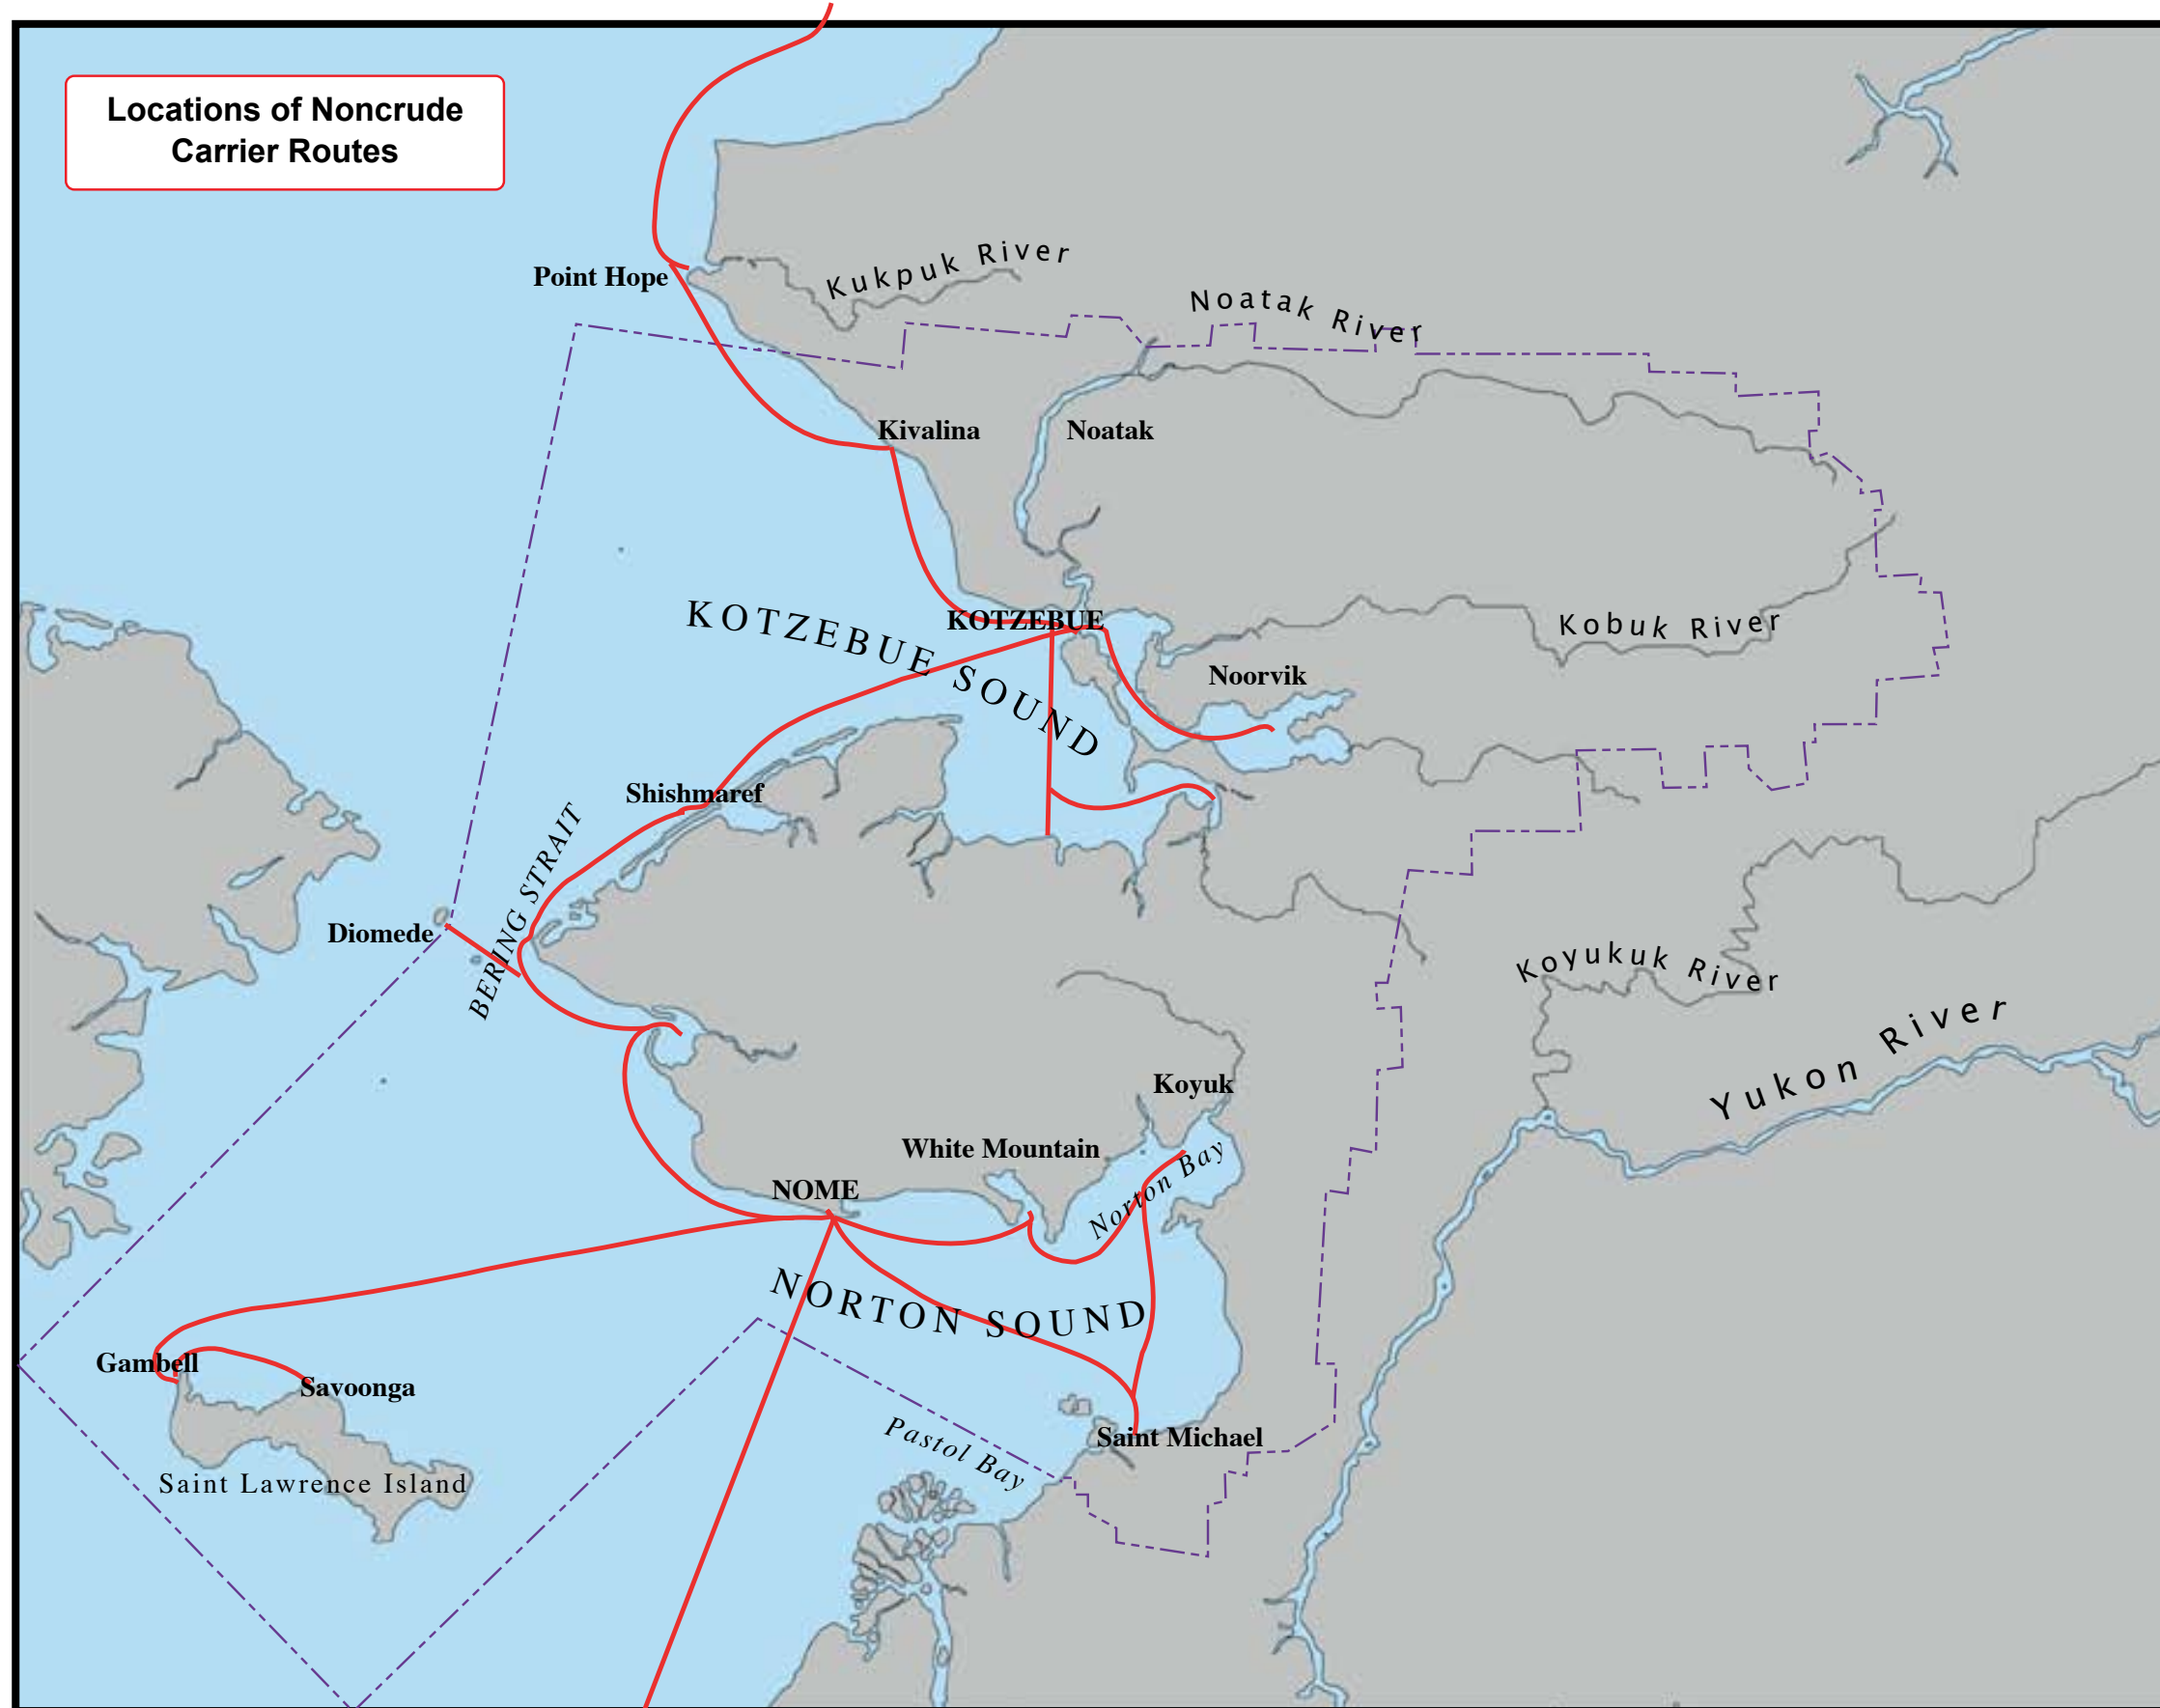 Locations of Noncrude
Carrier Routes
Kukpuk River
Point Hope
Noatak River
Kivalina
Noatak
KOTZEBUE
KOTZEBUE SOUND
Kobuk River
Noorvik
Shishmaref
BERING STRAIT
Diomede
Koyukuk River
Yukon River
Koyuk
White Mountain
Norton Bay
NOME
NORTON SOUND
Gambell
Savoonga
Pastol Bay
Saint Michael
Saint Lawrence Island